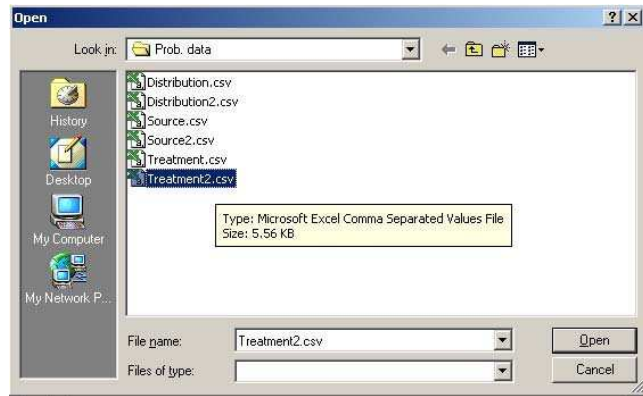 Open
Look in:
Prob. data
History
Desktop
My Computer
My Network P...
Distribution.csv
Distribution2.csv
Source.csv
Source2.csv
Treatment.csv
Treatment2.csv
Type: Microsoft Excel Comma Separated Values File
Size: 5.56 KB
File name:
Treatment2.csv
Open
Files of type:
Cancel